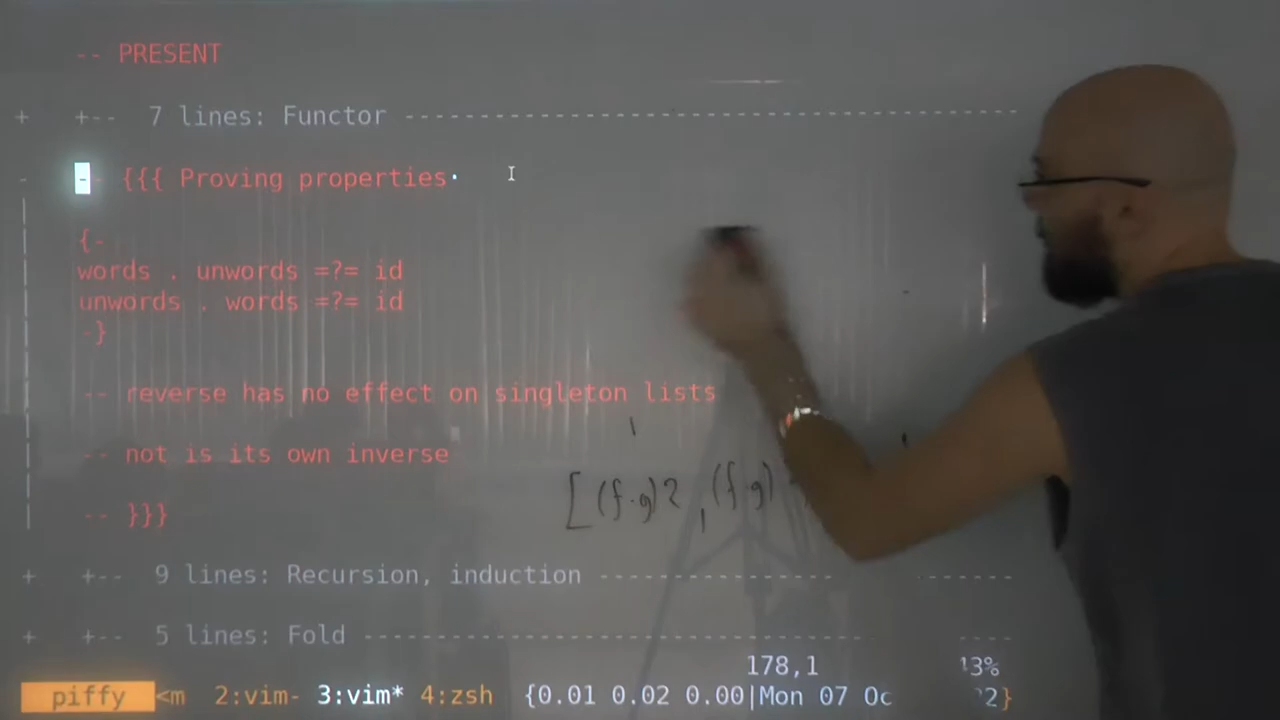 -- PRESENT
+ +-- 7 lines: Functor ----------------------------------------------------
- -- {{{ Proving properties
{-
words . unwords =?= id
unwords . words =?= id
-}
-- reverse has no effect on singleton lists
-- not is its own inverse
[(f.g)2, (f.g)
-- }}}
+ +-- 9 lines: Recursion, induction ----------------
+ +-- 5 lines: Fold ----------------------------------
178,1 13%
piffy <m 2:vim- 3:vim* 4:zsh {0.01 0.02 0.00|Mon 07 Oc 2}